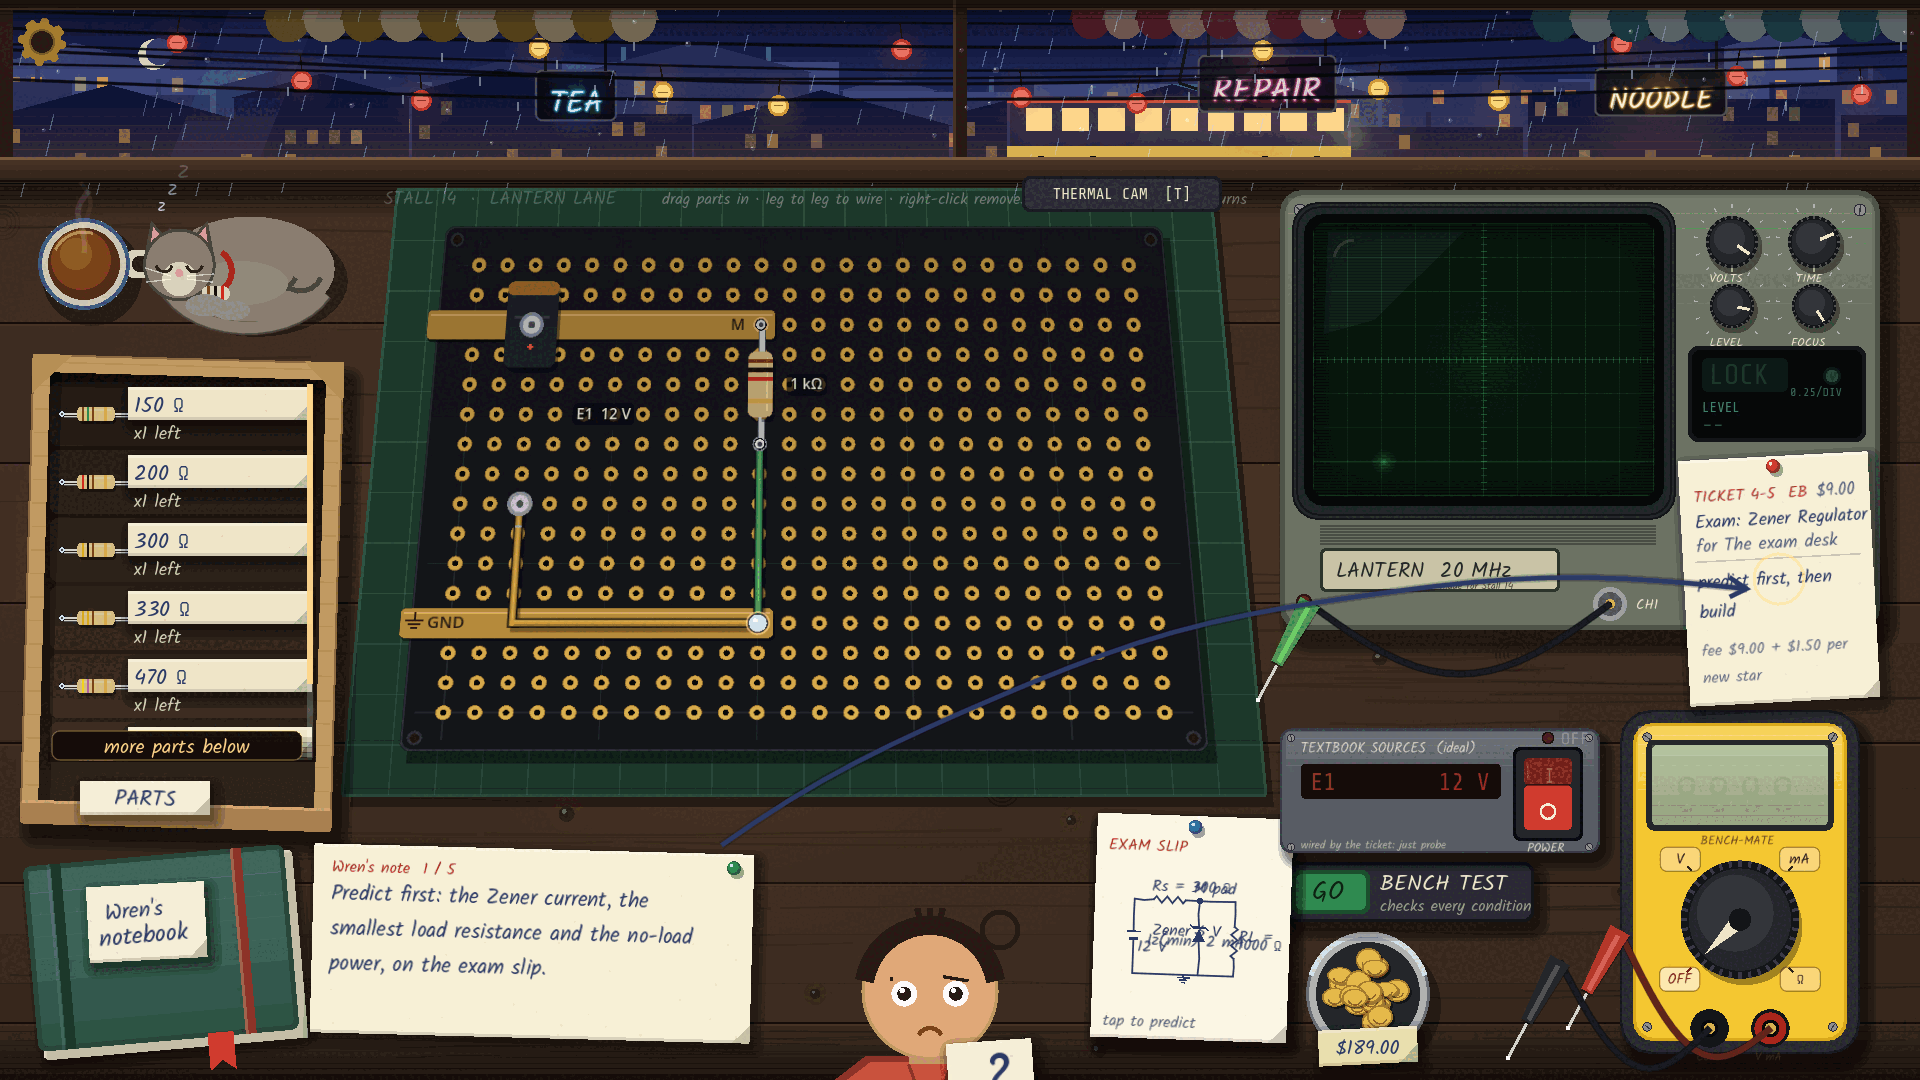 TEA
REPAIR
NOODLE
z
z
z
STALL 14 · LANTERN LANE
drag parts in · leg to leg to wire · right-click remove
THERMAL CAM [T]
urns
M
1 kΩ
E1 12 V
GND
150 Ω
x1 left
200 Ω
x1 left
300 Ω
x1 left
330 Ω
x1 left
470 Ω
x1 left
more parts below
PARTS
VOLTS
TIME
LEVEL
FOCUS
LOCK
0.25/DIV
LEVEL
--
LANTERN 20 MHz
CH1
TICKET 4-5 EB $9.00
Exam: Zener Regulator
for The exam desk
predict first, then
build
fee $9.00 + $1.50 per
new star
TEXTBOOK SOURCES (ideal)
OFF
E1 12 V
I
O
wired by the ticket: just probe
POWER
GO
BENCH TEST
checks every condition
BENCH-MATE
V
mA
OFF
Ω
Wren's
notebook
Wren's note 1 / 5
Predict first: the Zener current, the
smallest load resistance and the no-load
power, on the exam slip.
?
EXAM SLIP
Rs = 300 Ω
Zener
12 V
tap to predict
$189.00